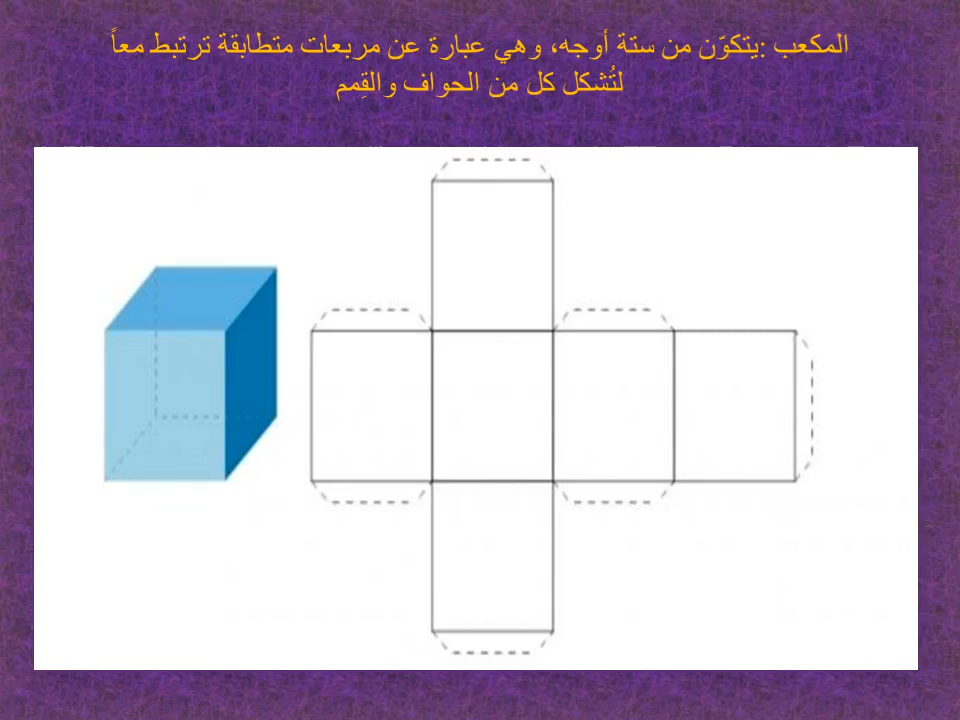 المكعب :يتكوّن من ستة أوجه، وهي عبارة عن مربعات متطابقة ترتبط معاً
لتُشكل كل من الحواف والقِمم